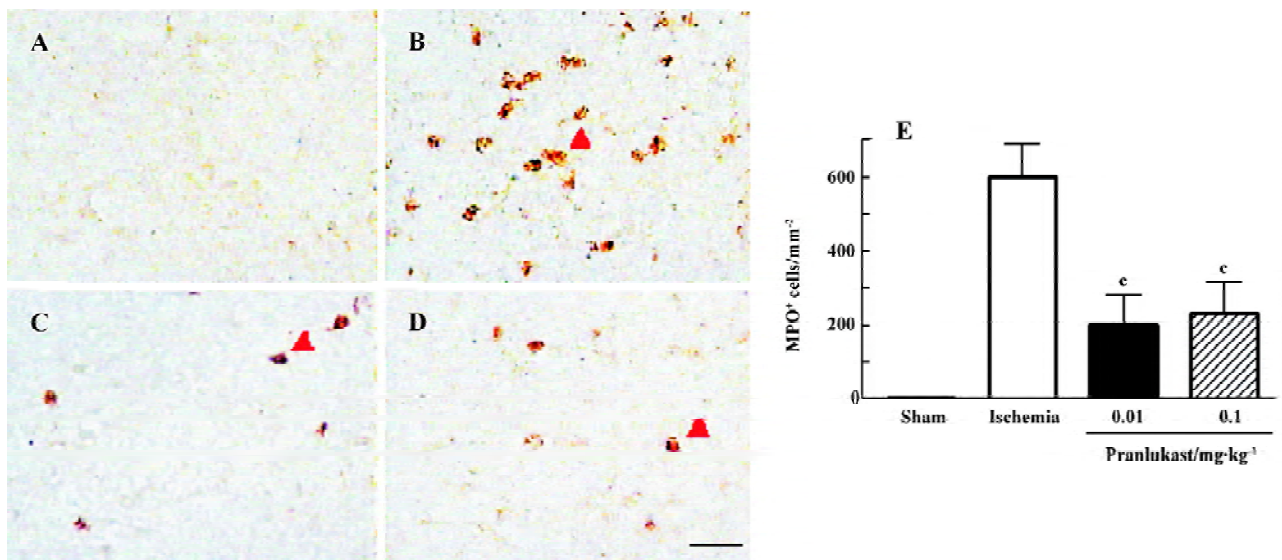 A
B
C
D
E
MPO⁺ cells/mm⁻²
600
400
200
0
c
c
Sham
Ischemia
0.01
0.1
Pranlukast/mg·kg⁻¹